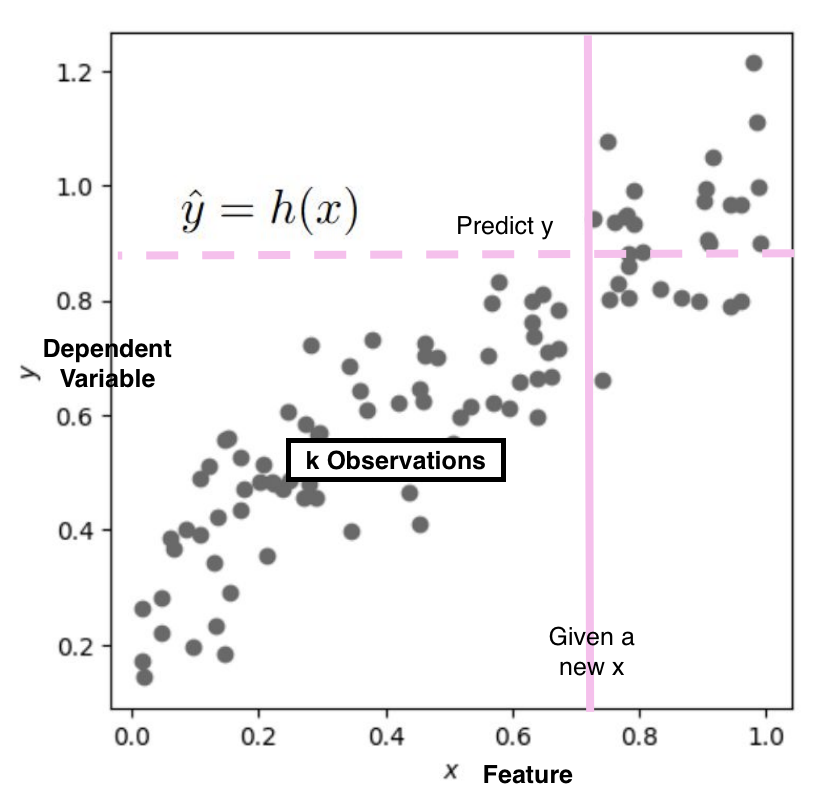 1.2
1.0
0.8
0.6
0.4
0.2
ŷ = h(x)
Predict y
Dependent
Variable
y
k Observations
Given a
new x
0.0 0.2 0.4 0.6 0.8 1.0
x Feature